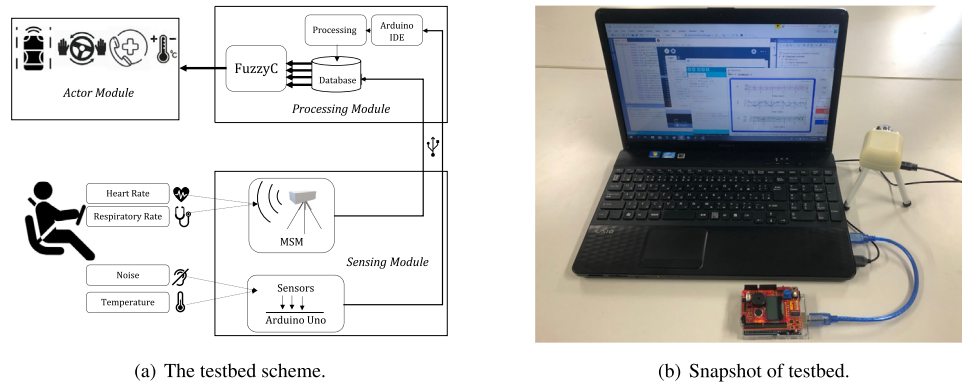 Processing
Arduino
IDE
FuzzyC
Database
Processing Module
+ −
°C
Actor Module
Heart Rate
Respiratory Rate
MSM
Noise
Temperature
Sensors
Arduino Uno
Sensing Module
VAIO
(a) The testbed scheme.
(b) Snapshot of testbed.